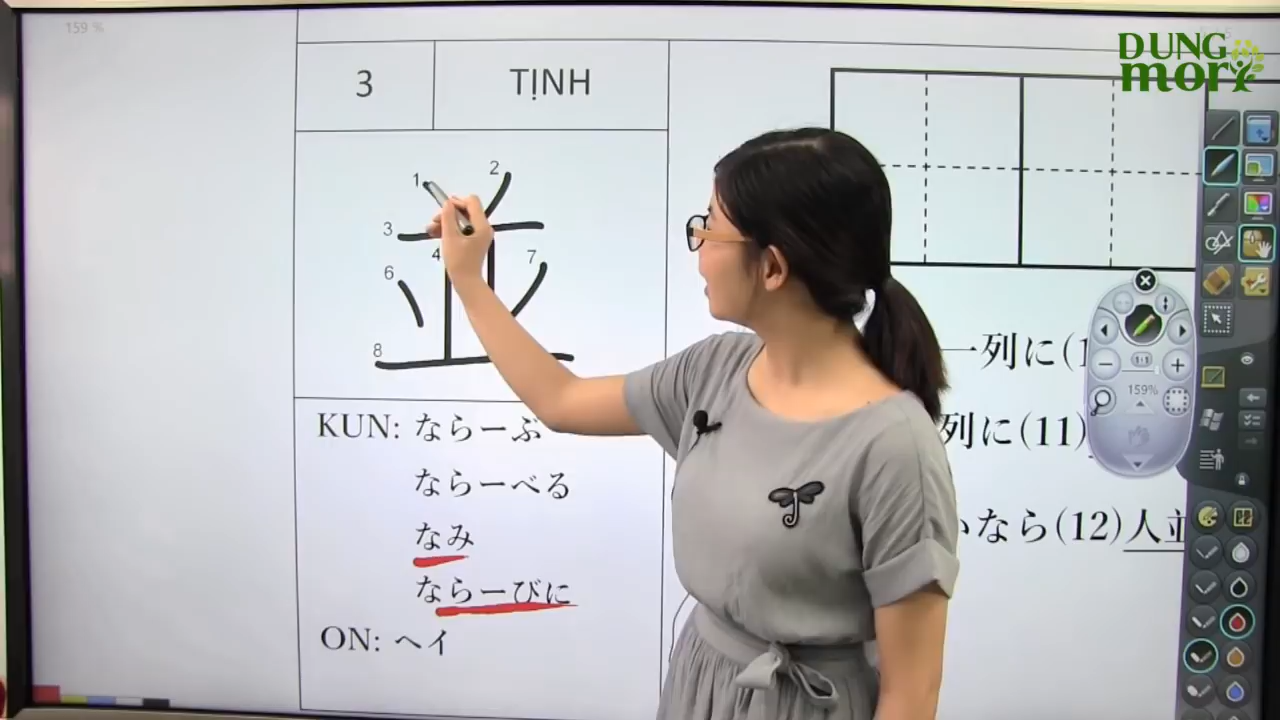 159 %
DUNG
mori
3 TỊNH
1 2
3
4
6 7
8
KUN: ならーぶ
ならーべる
なみ
ならーびに
ON: ヘイ
一列に(1
列に(11)
なら(12)人並
1:1
159%